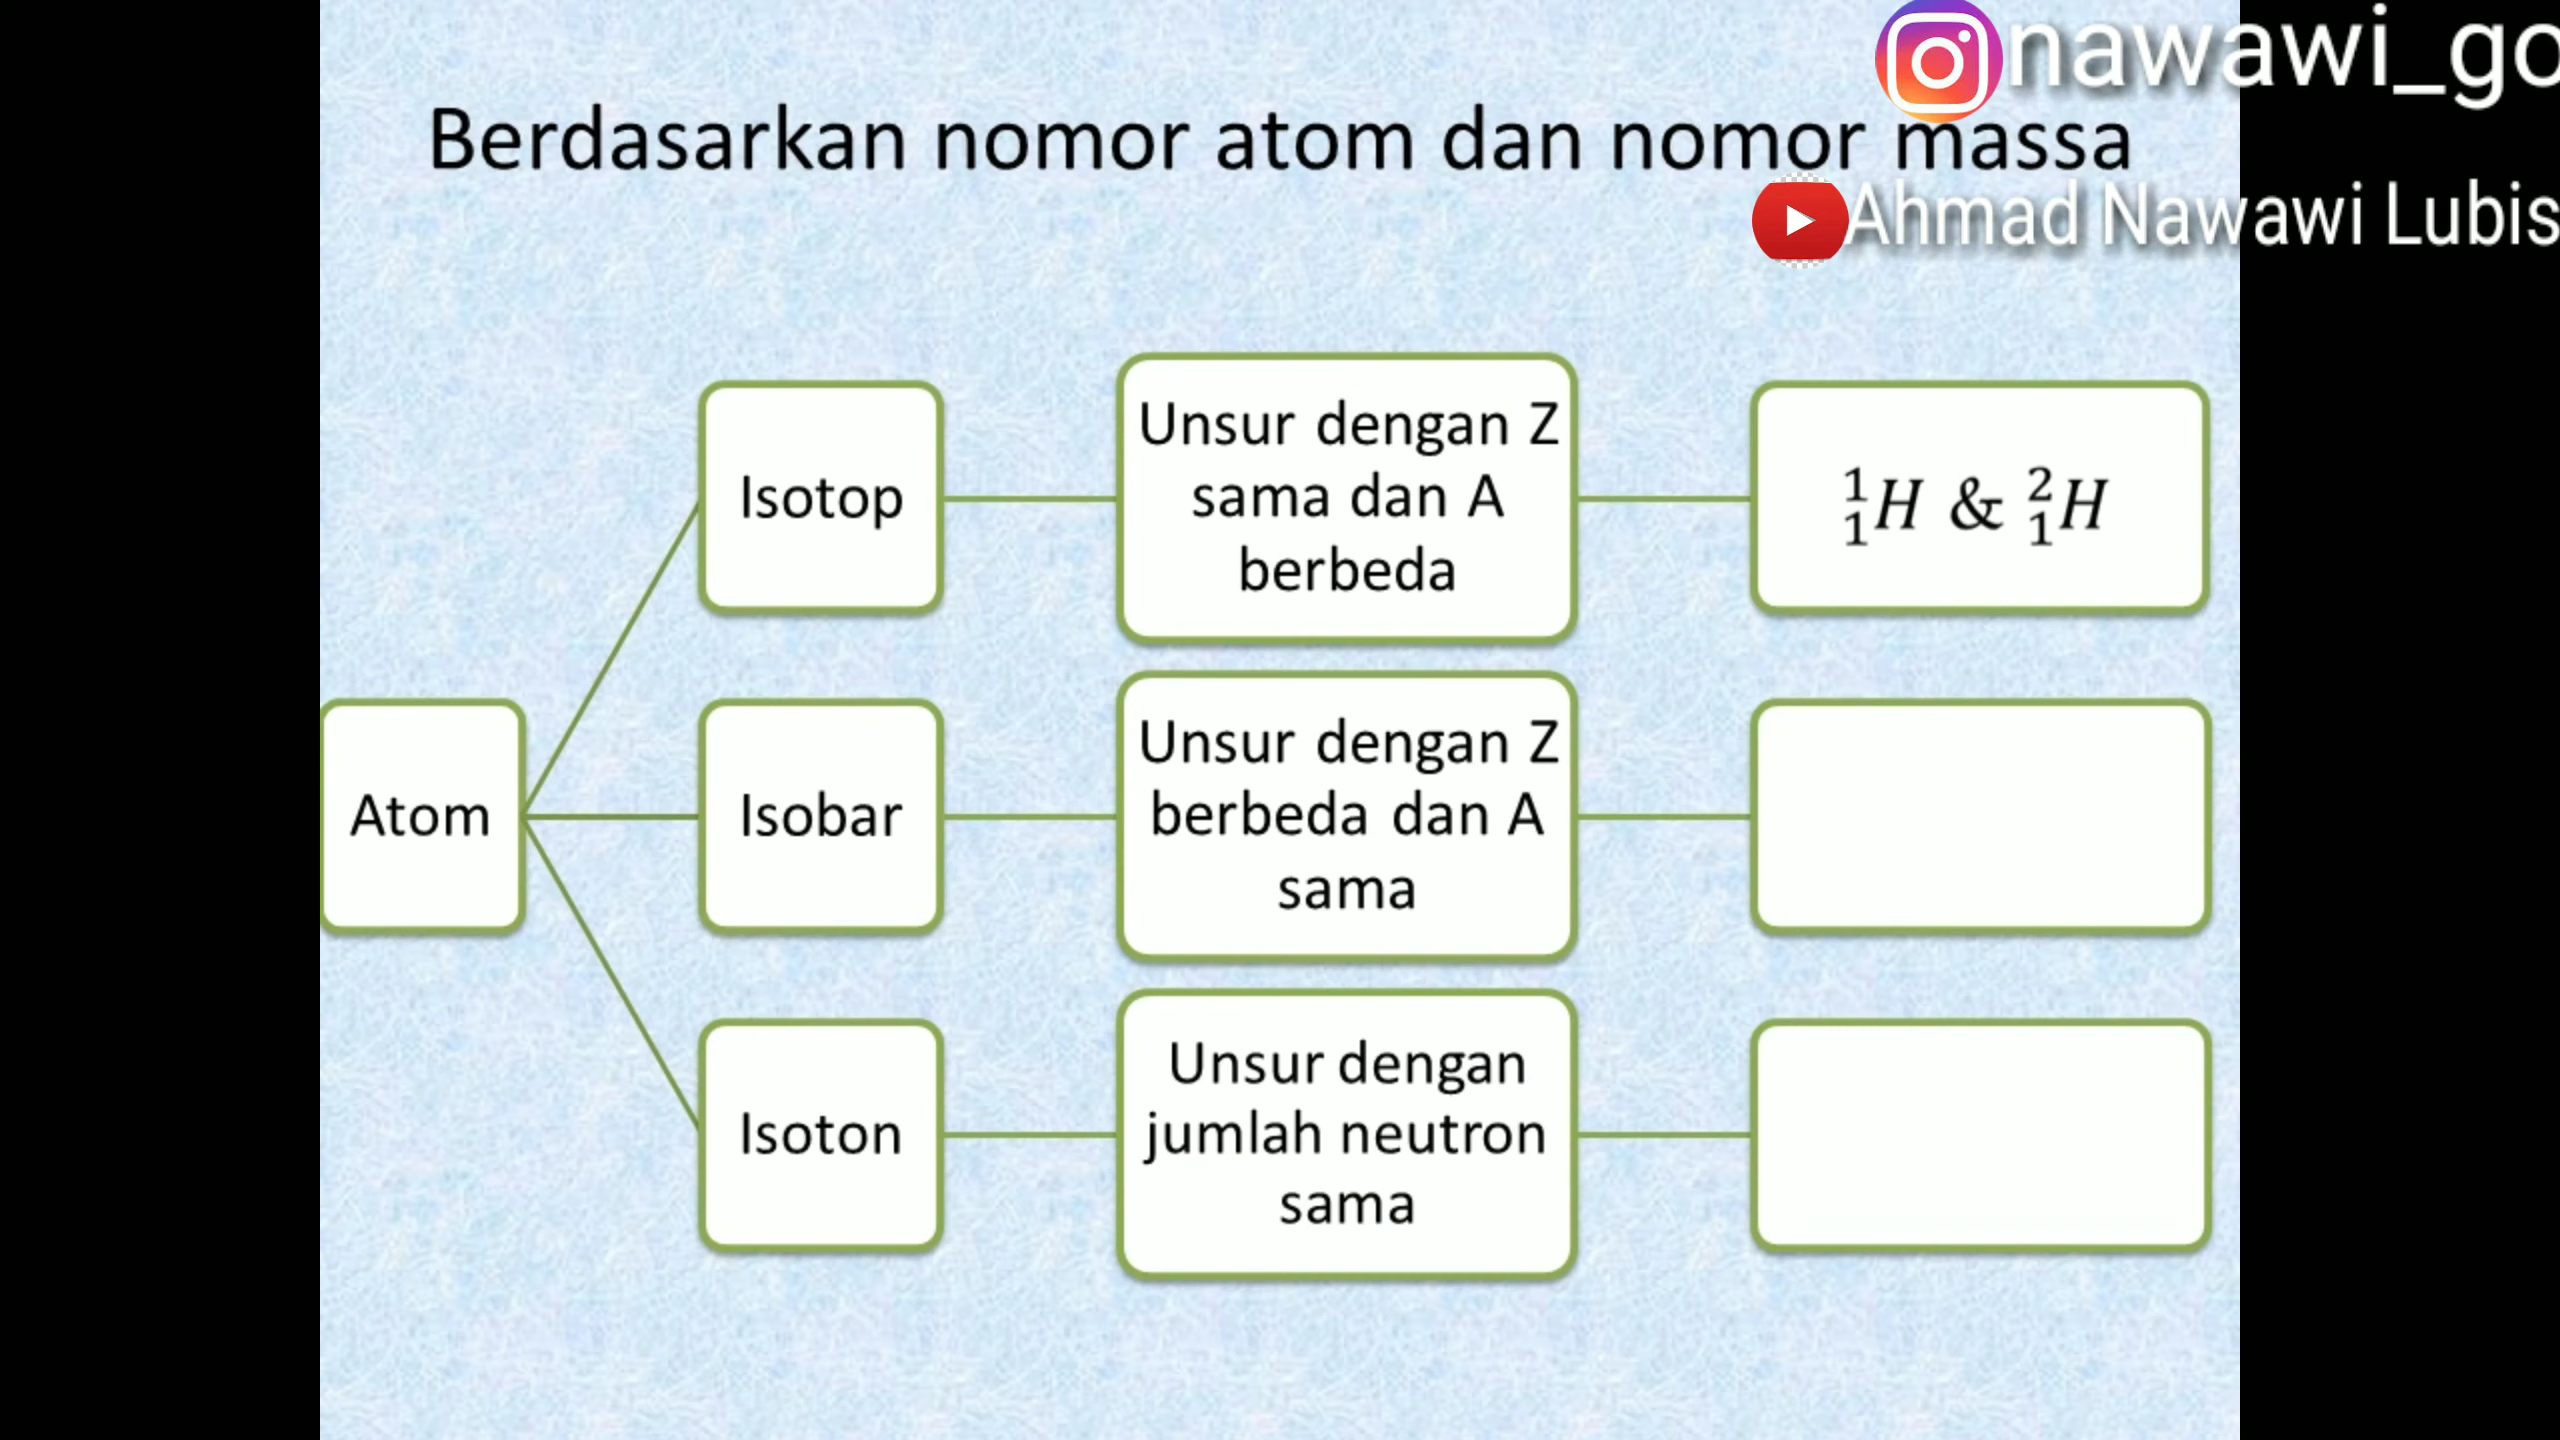 nawawi_go
Berdasarkan nomor atom dan nomor massa
Ahmad Nawawi Lubis
Unsur dengan Z
sama dan A
berbeda
Isotop
¹₁H & ²₁H
Unsur dengan Z
berbeda dan A
sama
Atom
Isobar
Unsur dengan
jumlah neutron
sama
Isoton